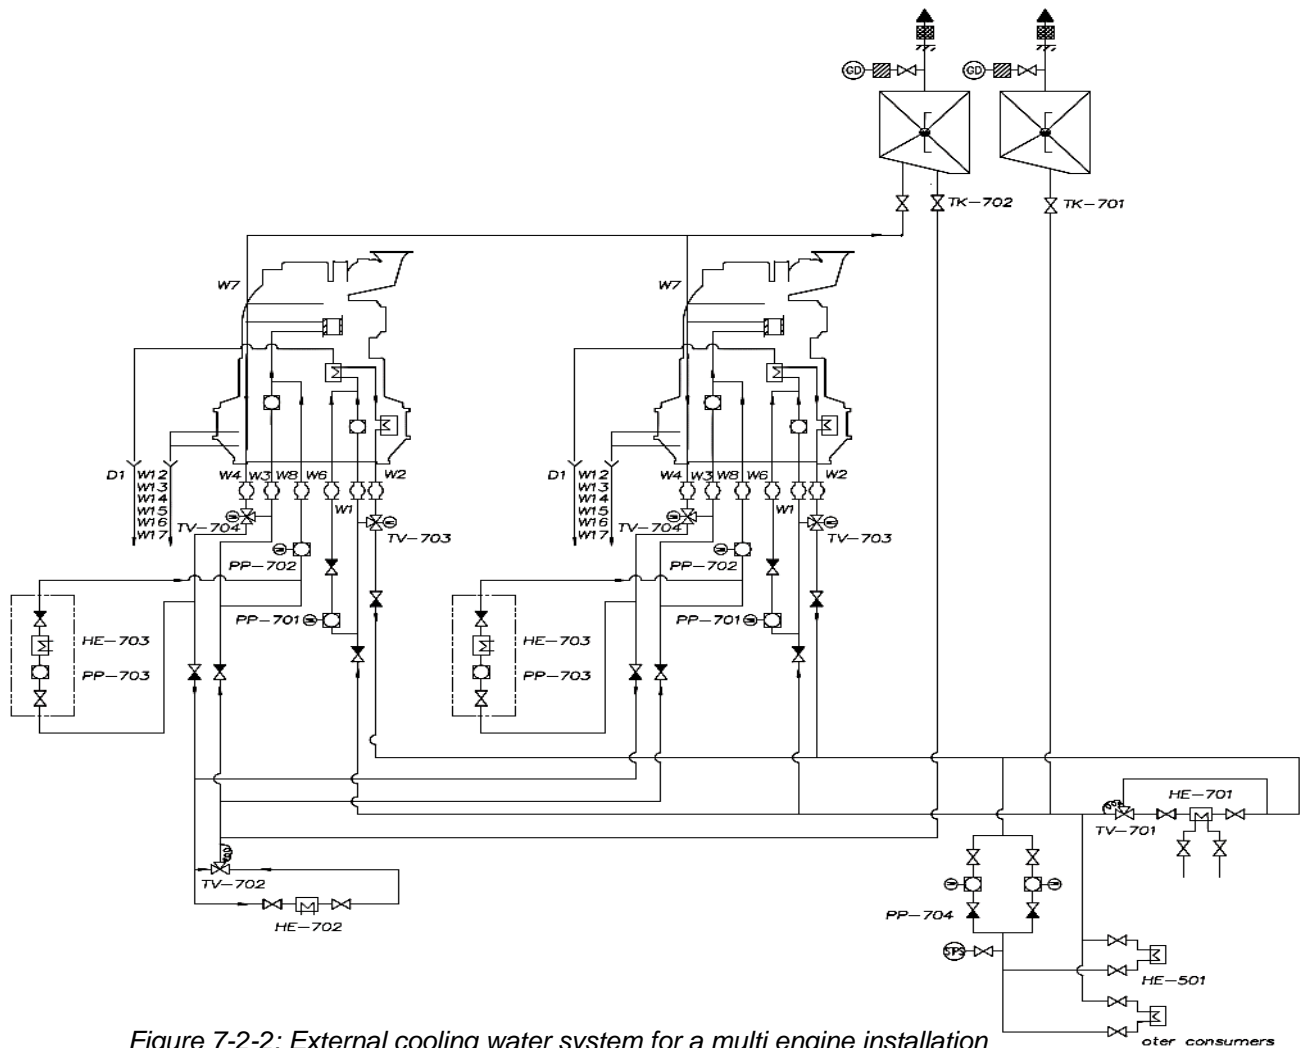 GD GD
TK-702 TK-701
W7 W7
D1 W12 W4 W3 W8 W6 W2 D1 W12 W4 W3 W8 W6 W2
W13 W13
W14 W14
W15 W1 W15 W1
W16 W16
W17 TV-704 TV-703 W17 TV-704 TV-703
PP-702 PP-702
PP-701 PP-701
HE-703 HE-703
PP-703 PP-703
HE-701
TV-701
TV-702
PP-704
HE-702
STPS
HE-501
oter consumers
Figure 7-2-2: External cooling water system for a multi engine installation